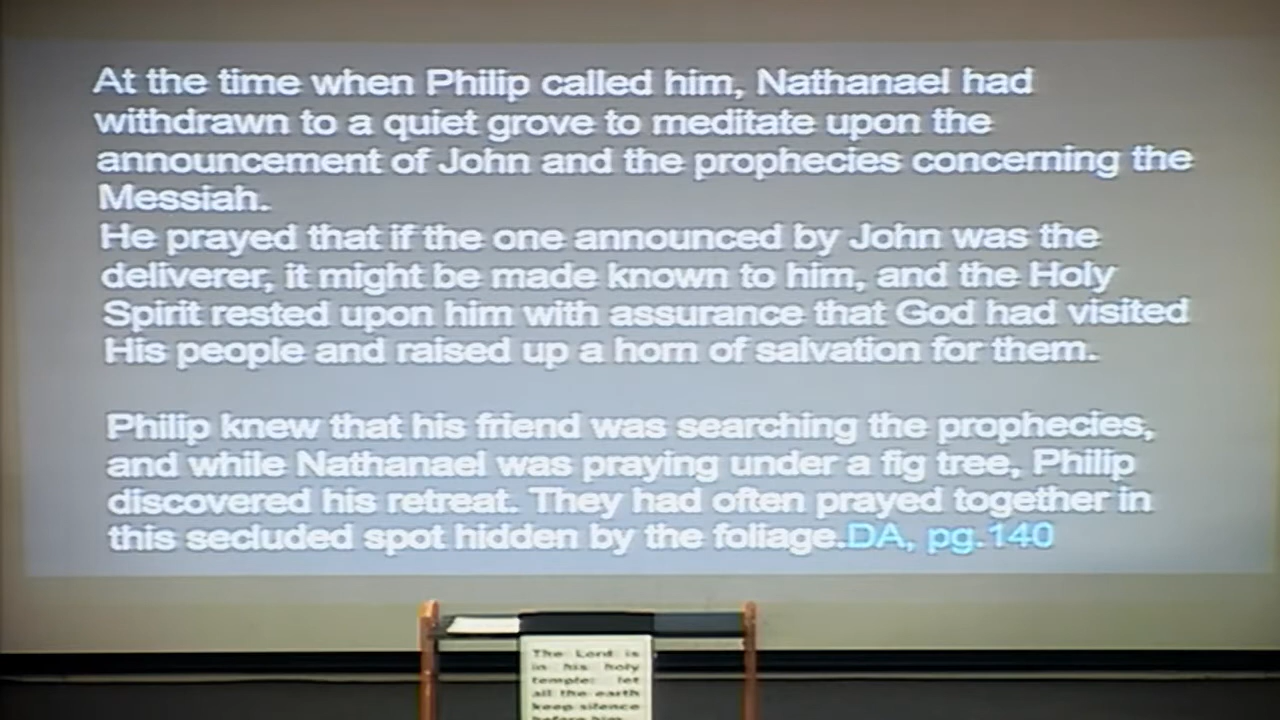 At the time when Philip called him, Nathanael had
withdrawn to a quiet grove to meditate upon the
announcement of John and the prophecies concerning the
Messiah.
He prayed that if the one announced by John was the
deliverer, it might be made known to him, and the Holy
Spirit rested upon him with assurance that God had visited
His people and raised up a horn of salvation for them.
Philip knew that his friend was searching the prophecies,
and while Nathanael was praying under a fig tree, Philip
discovered his retreat. They had often prayed together in
this secluded spot hidden by the foliage.DA, pg.140
The Lord is
in his holy
temple: let
all the earth
keep silence
before him